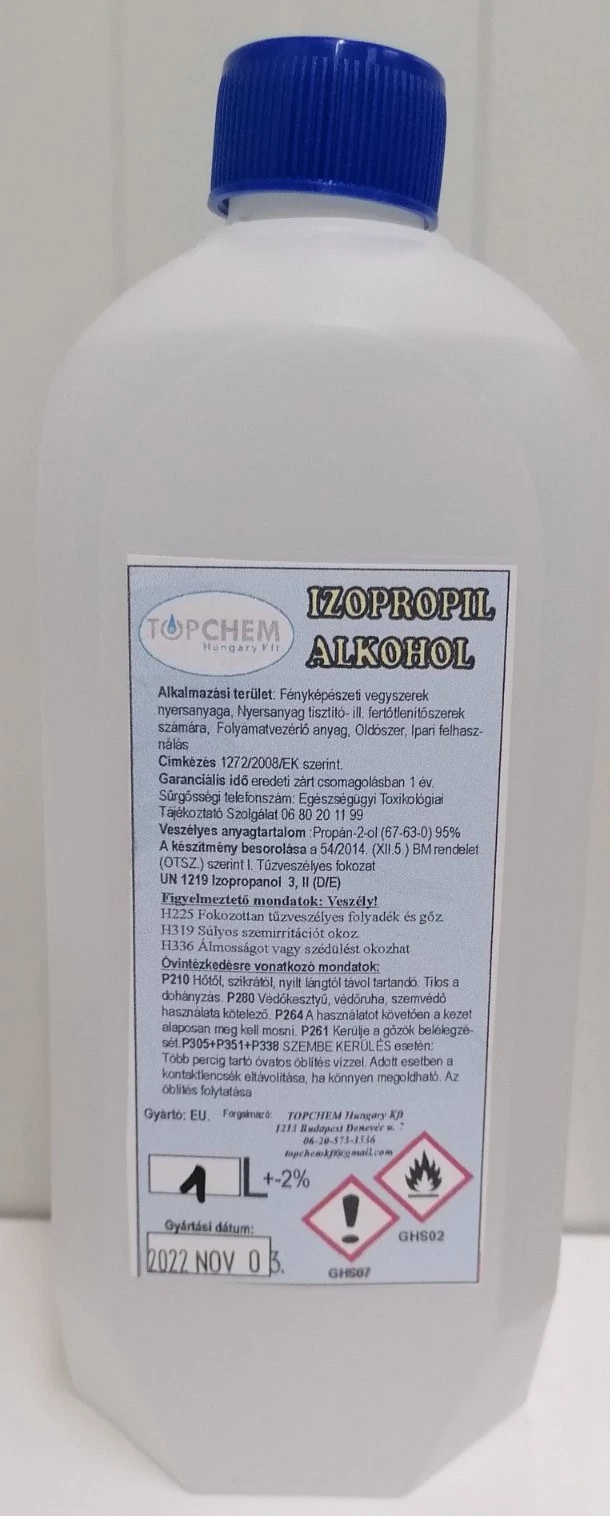 TOPCHEM
Hungary Kft
IZOPROPIL
ALKOHOL
Alkalmazási terület: Fényképészeti vegyszerek
nyersanyaga, Nyersanyag tisztító- ill. fertőtlenítőszerek
számára, Folyamatvezérlő anyag, Oldószer, Ipari felhasz-
nálás
Címkézés 1272/2008/EK szerint.
Garanciális idő eredeti zárt csomagolásban 1 év.
Sürgősségi telefonszám: Egészségügyi Toxikológiai
Tájékoztató Szolgálat 06 80 20 11 99
Veszélyes anyagtartalom :Propán-2-ol (67-63-0) 95%
A készítmény besorolása a 54/2014. (XII.5.) BM rendelet
(OTSZ.) szerint I. Tűzveszélyes fokozat
UN 1219 Izopropanol 3, II (D/E)
Figyelmeztető mondatok: Veszély!
H225 Fokozottan tűzveszélyes folyadék és gőz.
H319 Súlyos szemirritációt okoz.
H336 Álmosságot vagy szédülést okozhat
Óvintézkedésre vonatkozó mondatok:
P210 Hőtől, szikrától, nyílt lángtól távol tartandó. Tilos a
dohányzás. P280 Védőkesztyű, védőruha, szemvédő
használata kötelező. P264 A használatot követően a kezet
alaposan meg kell mosni. P261 Kerülje a gőzök belélegzé-
sét.P305+P351+P338 SZEMBE KERÜLÉS esetén:
Több percig tartó óvatos öblítés vízzel. Adott esetben a
kontaktlencsék eltávolítása, ha könnyen megoldható. Az
öblítés folytatása
Gyártó: EU. Forgalmazó: TOPCHEM Hungary Kft
1213 Budapest Denevér u.
06-20-573-1536
topchemkft@gmail.com
1 L +-2%
GHS02
Gyártási dátum:
2022 NOV 03.
GHS07